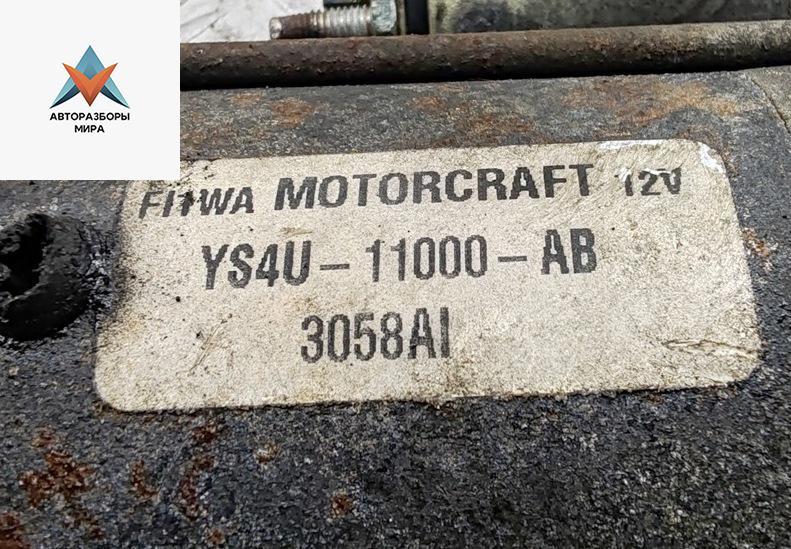 АВТОРАЗБОРЫ
МИРА
MOTORCRAFT 12V
YS4U-11000-AB
3058AI